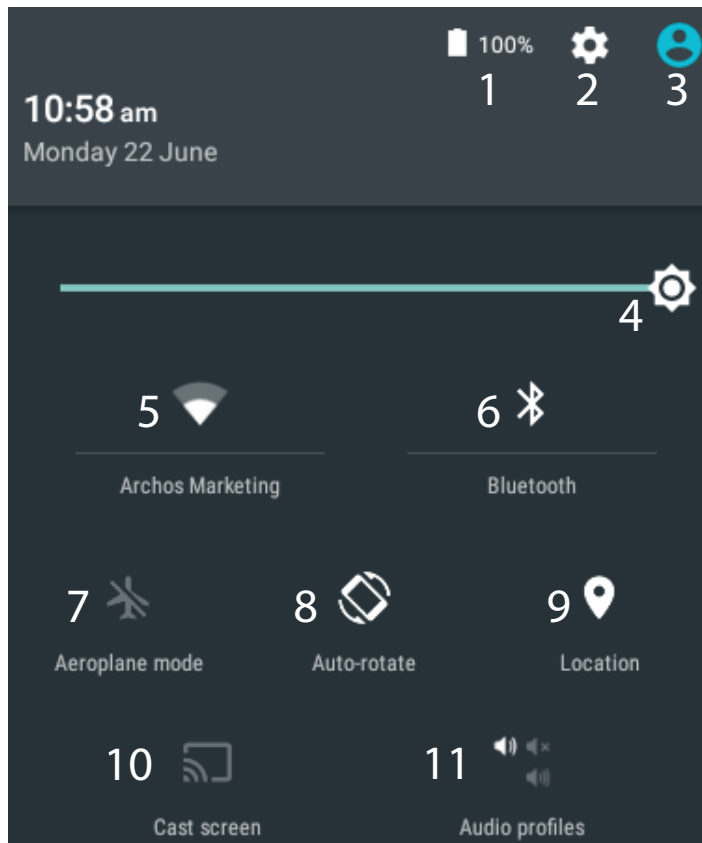 100%
1 2 3
10:58 am
Monday 22 June
4
5 6
Archos Marketing Bluetooth
7 8 9
Aeroplane mode Auto-rotate Location
10 11
Cast screen Audio profiles